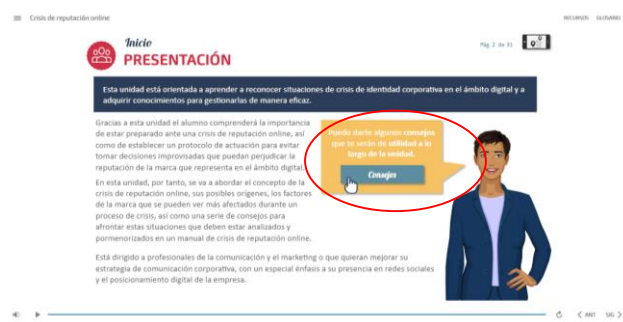 Crisis de reputación online
RECURSOS GLOSARIO
Inicio
PRESENTACIÓN
Pág. 2 de 31
Esta unidad está orientada a aprender a reconocer situaciones de crisis de identidad corporativa en el ámbito digital y a
adquirir conocimientos para gestionarlas de manera eficaz.
Gracias a esta unidad el alumno comprenderá la importancia
de estar preparado ante una crisis de reputación online, así
como de establecer un protocolo de actuación para evitar
tomar decisiones improvisadas que puedan perjudicar la
reputación de la marca que representa en el ámbito digital.
En esta unidad, por tanto, se va a abordar el concepto de la
crisis de reputación online, sus posibles orígenes, los factores
de la marca que se pueden ver más afectados durante un
proceso de crisis, así como una serie de consejos para
afrontar estas situaciones que deben estar analizados y
pormenorizados en un manual de crisis de reputación online.
Puedo darte algunos consejos
que te serán de utilidad a lo
largo de la unidad.
Consejos
Está dirigido a profesionales de la comunicación y el marketing o que quieran mejorar su
estrategia de comunicación corporativa, con un especial énfasis a su presencia en redes sociales
y el posicionamiento digital de la empresa.
ANT SIG